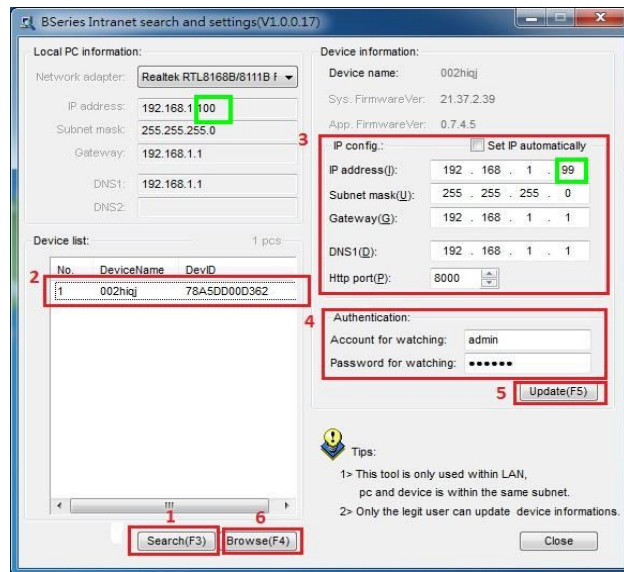 BSeries Intranet search and settings(V1.0.0.17)
Local PC information:
Network adapter: Realtek RTL8168B/8111B F
IP address: 192.168.1.100
Subnet mask: 255.255.255.0
Gateway: 192.168.1.1
DNS1: 192.168.1.1
DNS2:
Device list: 1 pcs
2
No. DeviceName DevID
1 002hiqj 78A5DD00D362
1
Search(F3)
6
Browse(F4)
Device information:
Device name: 002hiqj
Sys. FirmwareVer: 21.37.2.39
App. FirmwareVer: 0.7.4.5
3
IP config.: Set IP automatically
IP address(I): 192 . 168 . 1 . 99
Subnet mask(U): 255 . 255 . 255 . 0
Gateway(G): 192 . 168 . 1 . 1
DNS1(D): 192 . 168 . 1 . 1
Http port(P): 8000
4
Authentication:
Account for watching: admin
Password for watching: ••••••
5
Update(F5)
Tips:
1> This tool is only used within LAN,
pc and device is within the same subnet.
2> Only the legit user can update device informations.
Close